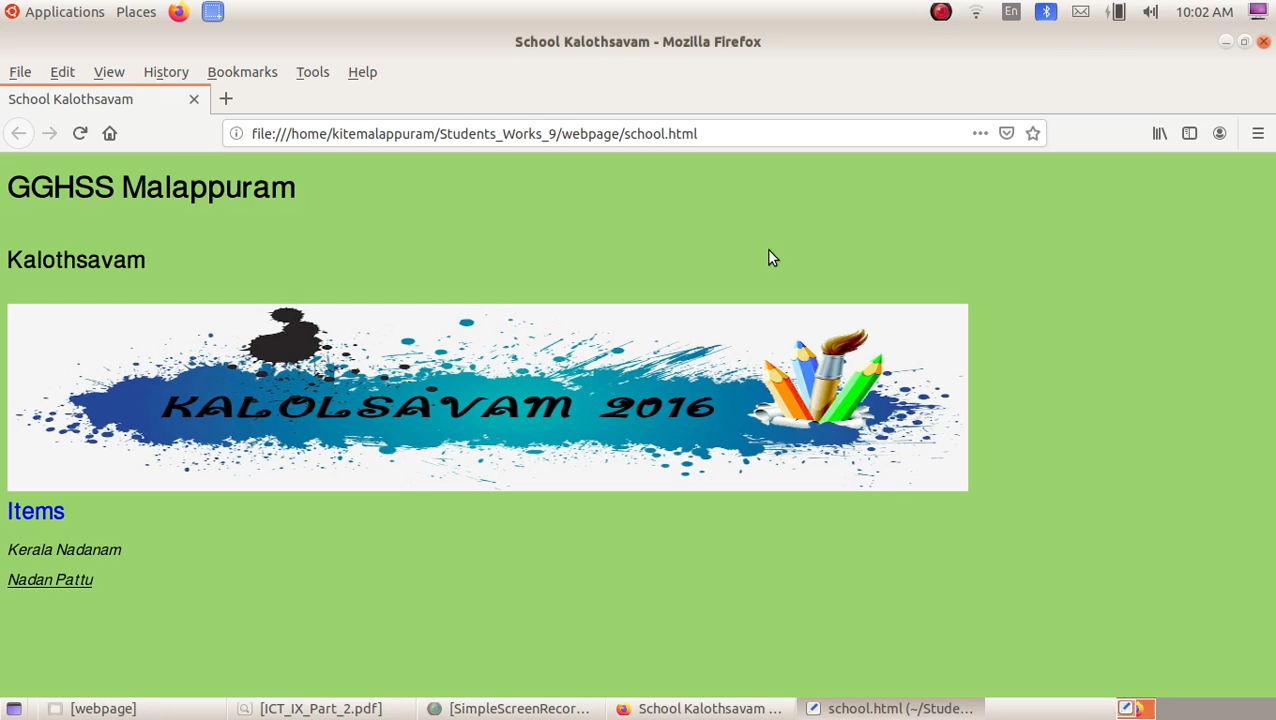 Applications Places En 10:02 AM
School Kalothsavam - Mozilla Firefox
File Edit View History Bookmarks Tools Help
School Kalothsavam
file:///home/kitemalappuram/Students_Works_9/webpage/school.html
GGHSS Malappuram
Kalothsavam
KALOLSAVAM 2016
Items
Kerala Nadanam
Nadan Pattu
[webpage] [ICT_IX_Part_2.pdf] [SimpleScreenRecor... School Kalothsavam ... school.html (~/Stude...